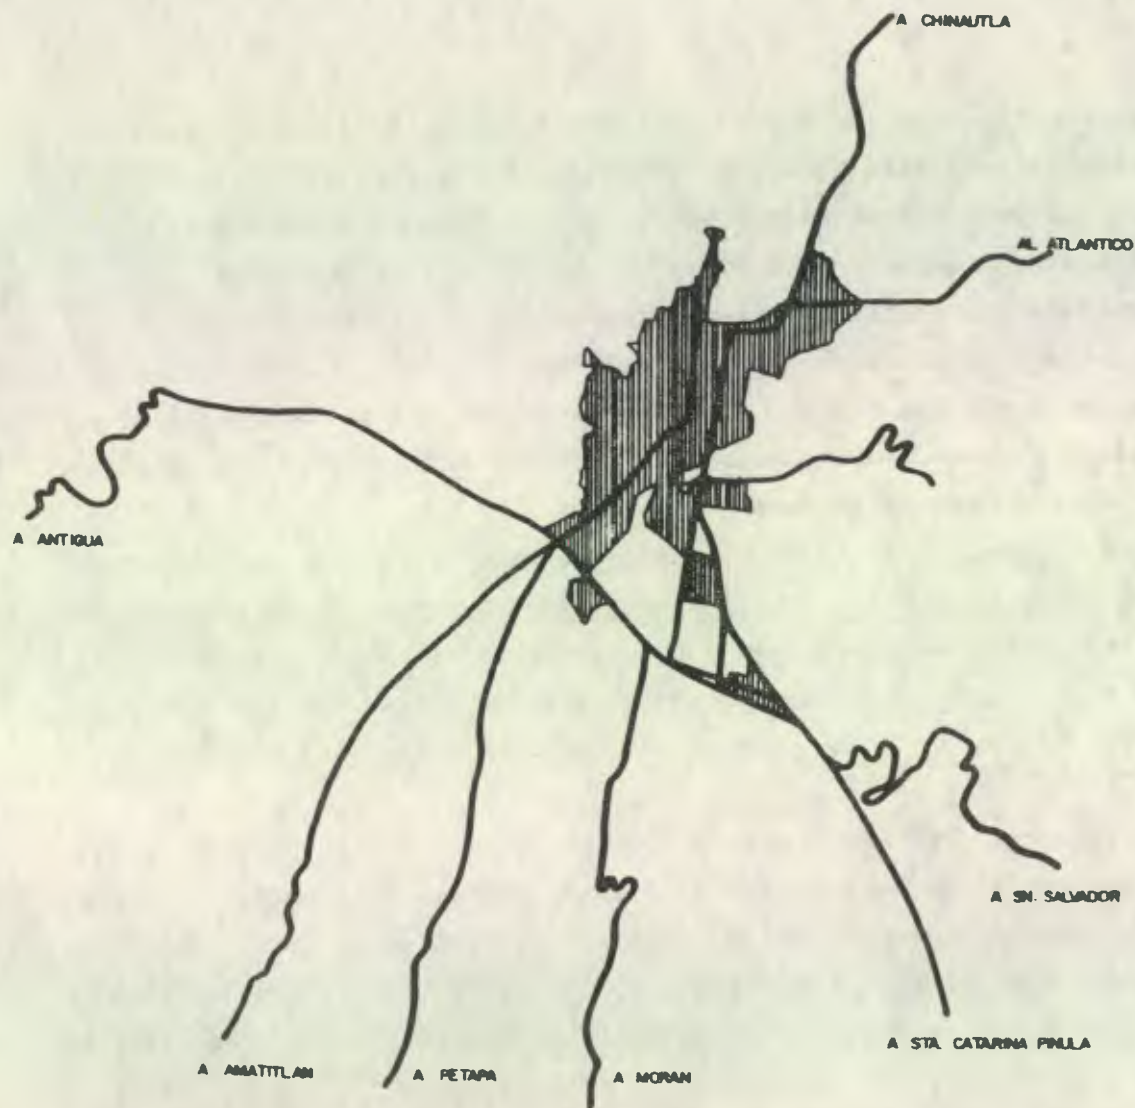 A CHINAUTLA
AL ATLANTICO
A ANTIGUA
A SN. SALVADOR
A STA. CATARINA PINULA
A AMATITLAN
A PETAPA
A MORAN